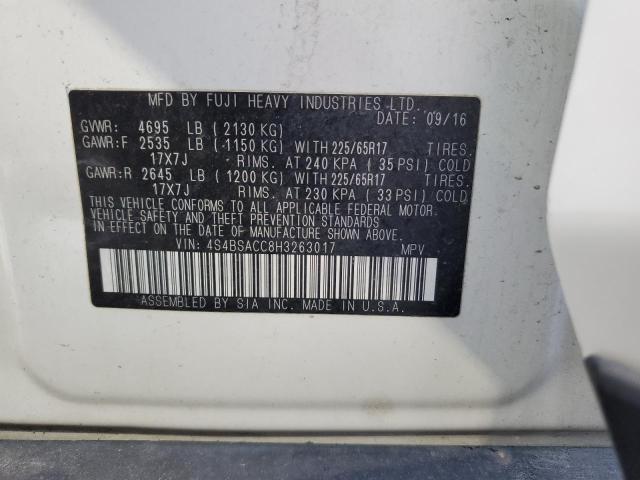 MFD BY FUJI HEAVY INDUSTRIES LTD.
DATE: 09/16
GVWR: 4695 LB (2130 KG)
GAWR:F 2535 LB (1150 KG) WITH 225/65R17 TIRES.
17X7J RIMS. AT 240 KPA (35 PSI) COLD
GAWR:R 2645 LB (1200 KG) WITH 225/65R17 TIRES.
17X7J RIMS. AT 230 KPA (33 PSI) COLD
THIS VEHICLE CONFORMS TO ALL APPLICABLE FEDERAL MOTOR
VEHICLE SAFETY AND THEFT PREVENTION STANDARDS
IN EFFECT ON THE DATE OF MANUFACTURE SHOWN ABOVE.
VIN: 4S4BSACC8H3263017 MPV
ASSEMBLED BY SIA INC. MADE IN U.S.A.